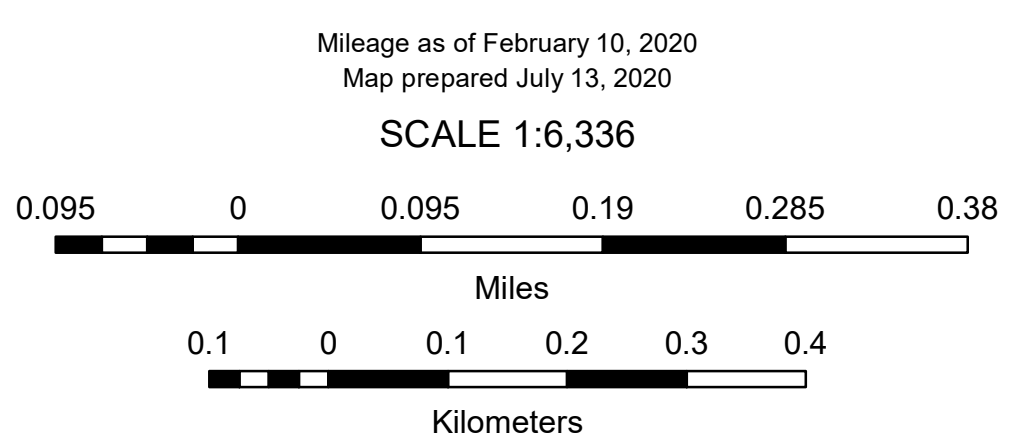 Mileage as of February 10, 2020
Map prepared July 13, 2020
SCALE 1:6,336
0.095 0 0.095 0.19 0.285 0.38
Miles
0.1 0 0.1 0.2 0.3 0.4
Kilometers